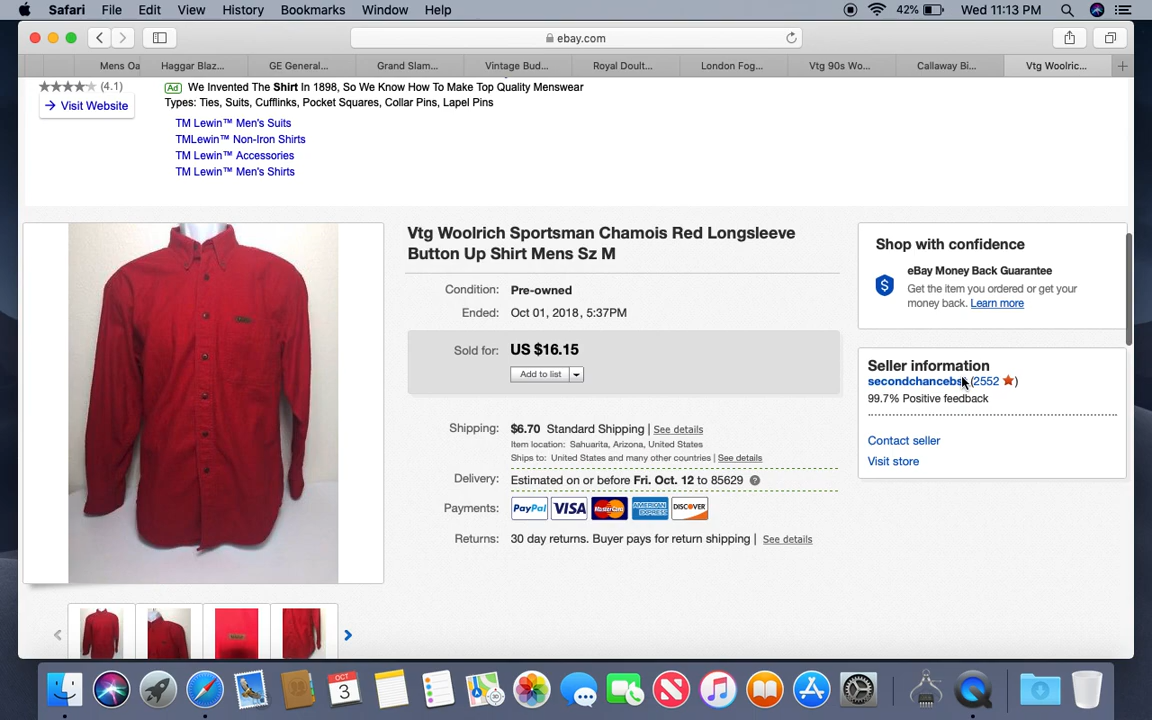 Safari File Edit View History Bookmarks Window Help 42% Wed 11:13 PM
ebay.com
Mens Oa Haggar Blaz... GE General... Grand Slam... Vintage Bud... Royal Doult... London Fog... Vtg 90s Wo... Callaway Bi... Vtg Woolric...
(4.1)
Ad We Invented The Shirt In 1898, So We Know How To Make Top Quality Menswear
→ Visit Website
Types: Ties, Suits, Cufflinks, Pocket Squares, Collar Pins, Lapel Pins
TM Lewin™ Men's Suits
TMLewin™ Non-Iron Shirts
TM Lewin™ Accessories
TM Lewin™ Men's Shirts
Vtg Woolrich Sportsman Chamois Red Longsleeve
Button Up Shirt Mens Sz M
Condition: Pre-owned
Ended: Oct 01, 2018, 5:37PM
Sold for: US $16.15
Add to list
Shipping: $6.70 Standard Shipping | See details
Item location: Sahuarita, Arizona, United States
Ships to: United States and many other countries | See details
Delivery: Estimated on or before Fri. Oct. 12 to 85629 ?
Payments: PayPal VISA MasterCard AMERICAN EXPRESS DISCOVER
Returns: 30 day returns. Buyer pays for return shipping | See details
Shop with confidence
eBay Money Back Guarantee
Get the item you ordered or get your
money back. Learn more
Seller information
(2552 )
99.7% Positive feedback
Contact seller
Visit store
OCT
3